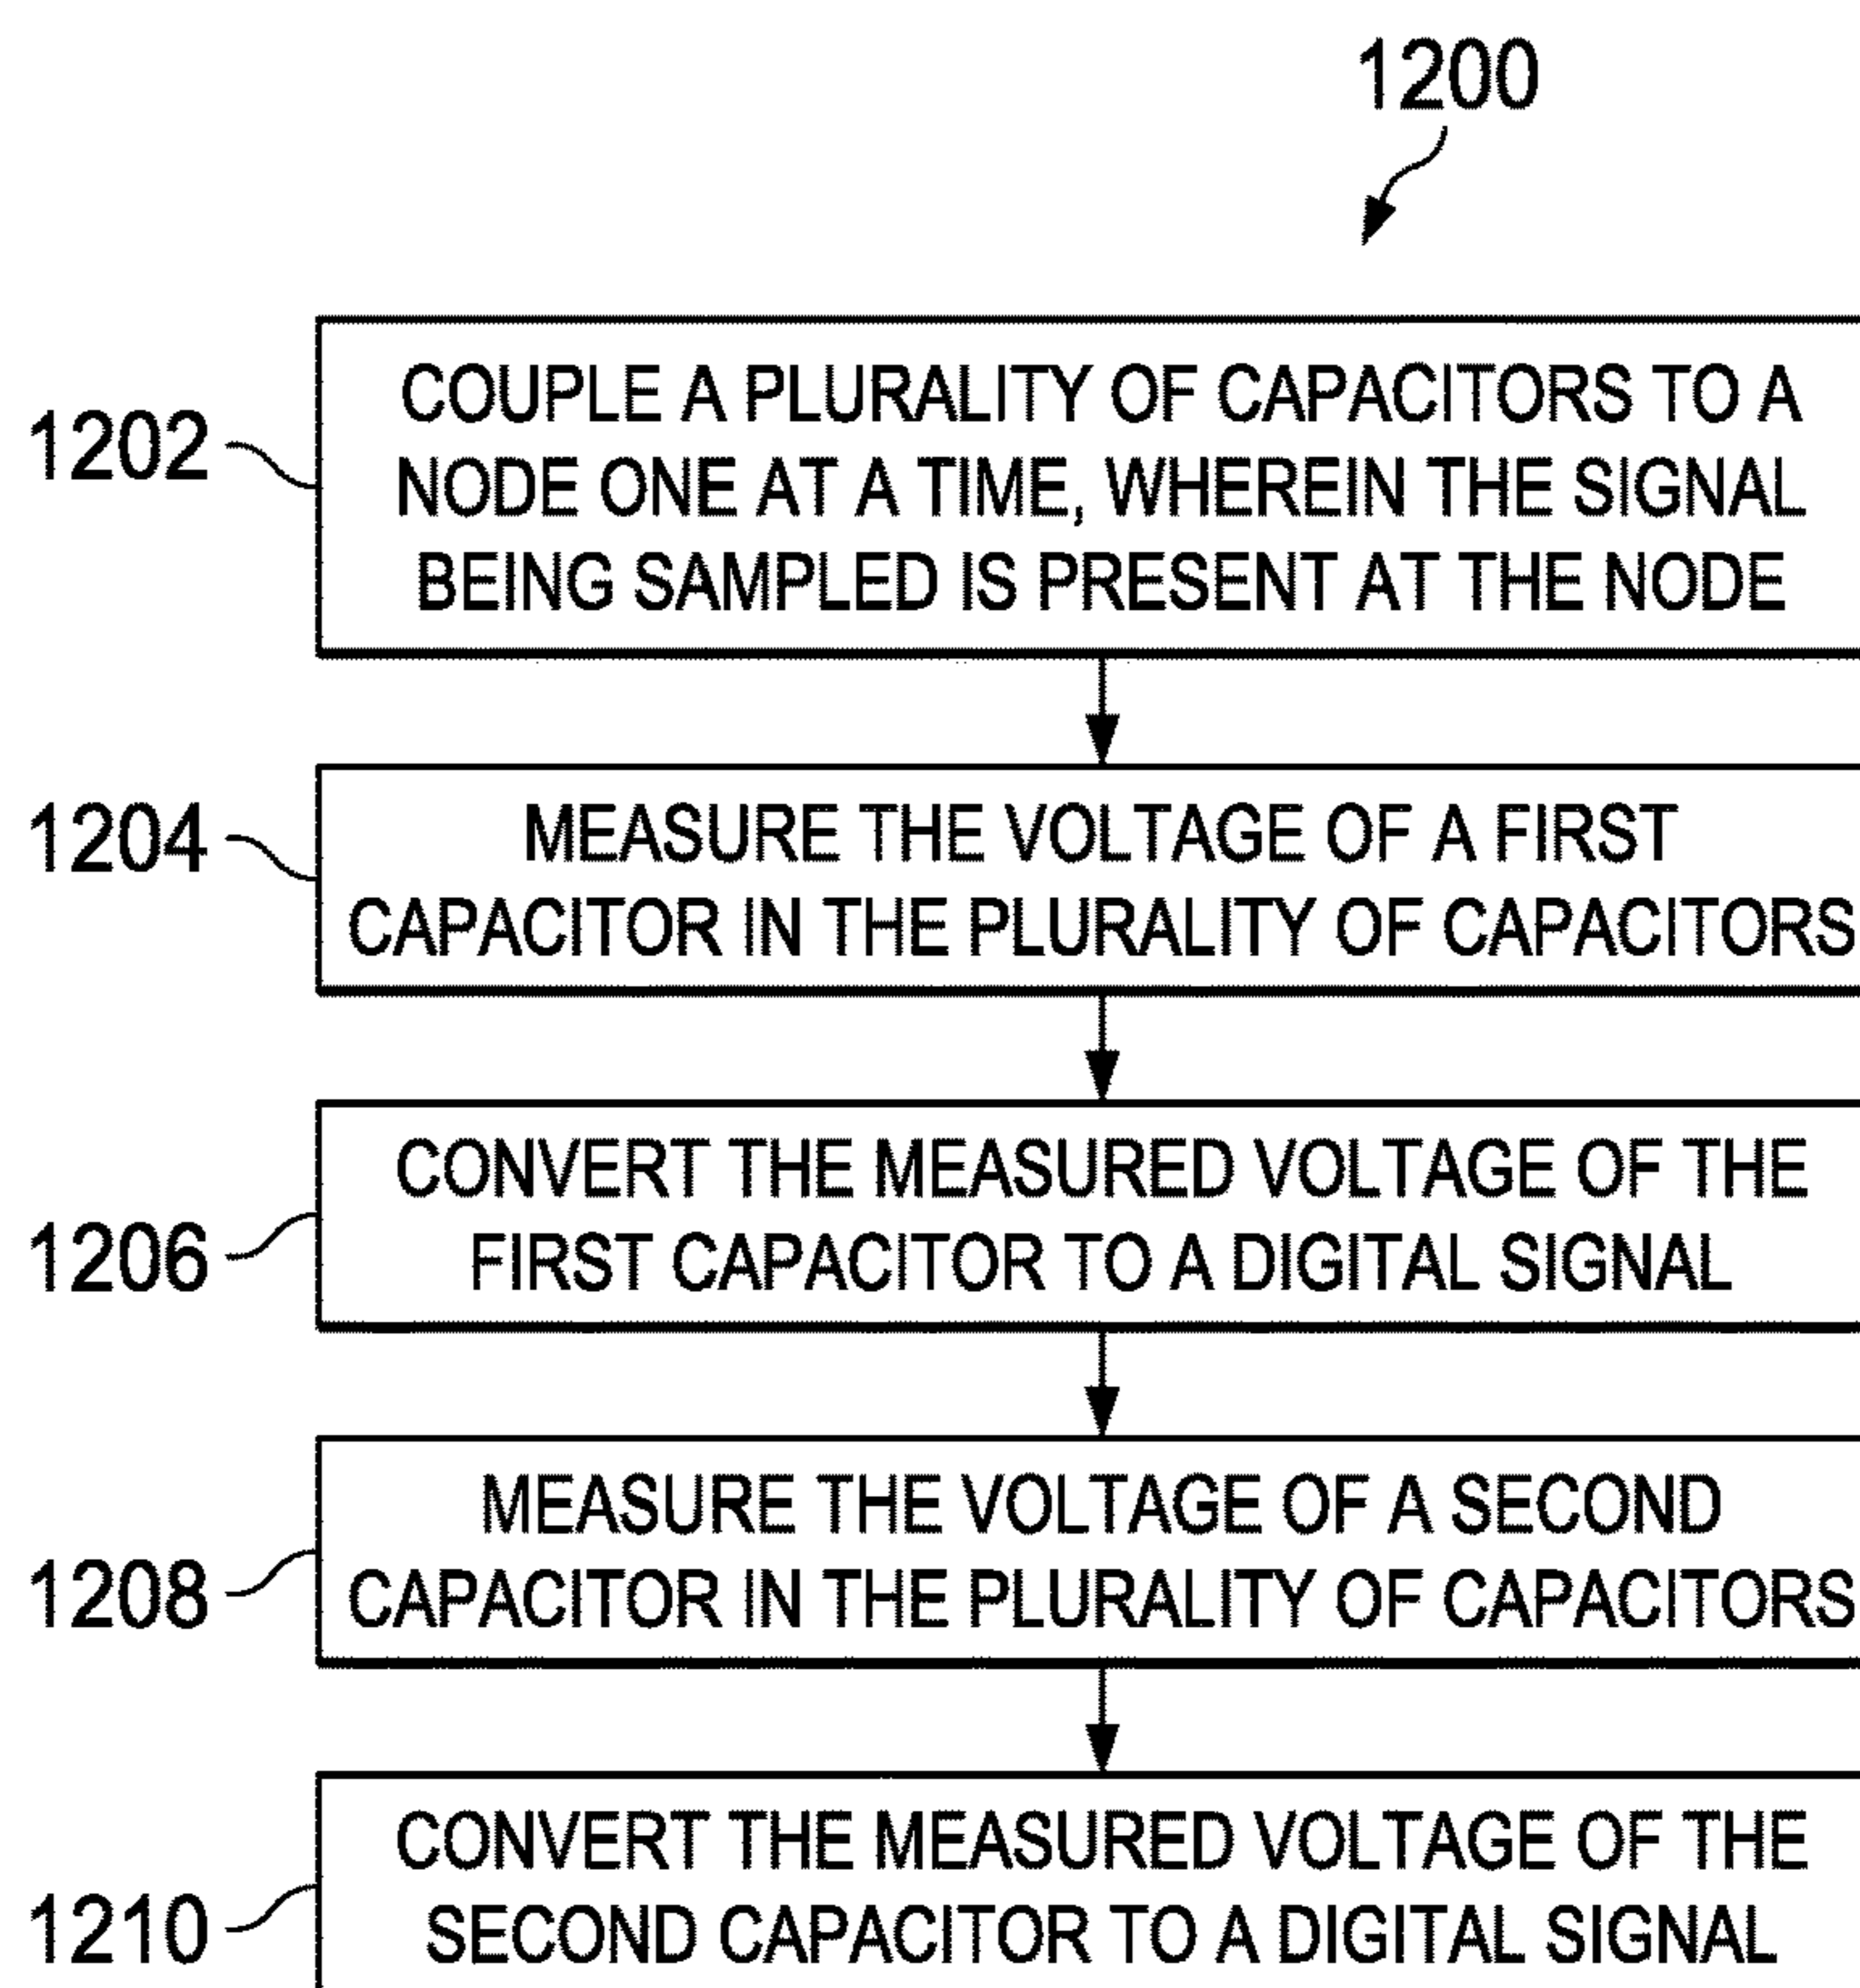 1200
1202
COUPLE A PLURALITY OF CAPACITORS TO A
NODE ONE AT A TIME, WHEREIN THE SIGNAL
BEING SAMPLED IS PRESENT AT THE NODE
1204
MEASURE THE VOLTAGE OF A FIRST
CAPACITOR IN THE PLURALITY OF CAPACITORS
1206
CONVERT THE MEASURED VOLTAGE OF THE
FIRST CAPACITOR TO A DIGITAL SIGNAL
1208
MEASURE THE VOLTAGE OF A SECOND
CAPACITOR IN THE PLURALITY OF CAPACITORS
1210
CONVERT THE MEASURED VOLTAGE OF THE
SECOND CAPACITOR TO A DIGITAL SIGNAL